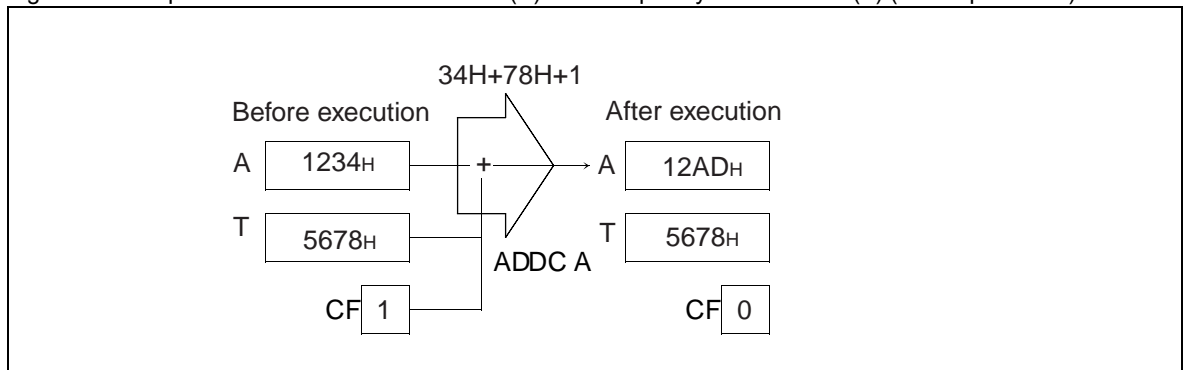 34H+78H+1
Before execution
After execution
A 1234H
+
A 12ADH
T 5678H
T 5678H
ADDC A
CF 1
CF 0